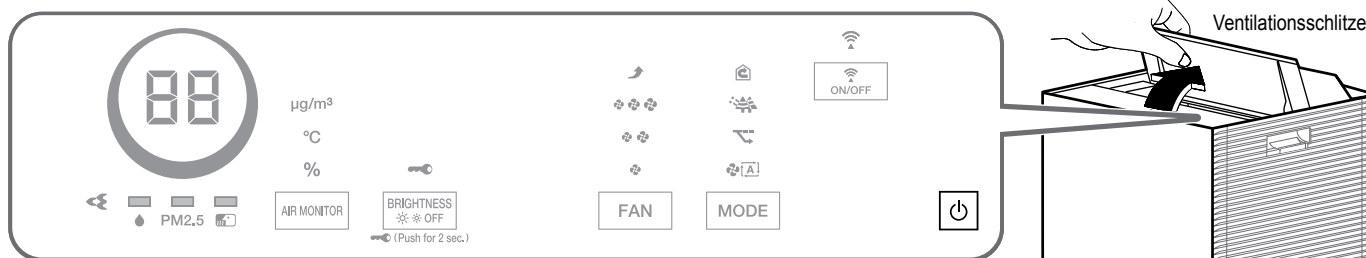 Ventilationsschlitze
88
µg/m³
°C
%
ON/OFF
A
PM2.5
AIR MONITOR
BRIGHTNESS
OFF
(Push for 2 sec.)
FAN
MODE